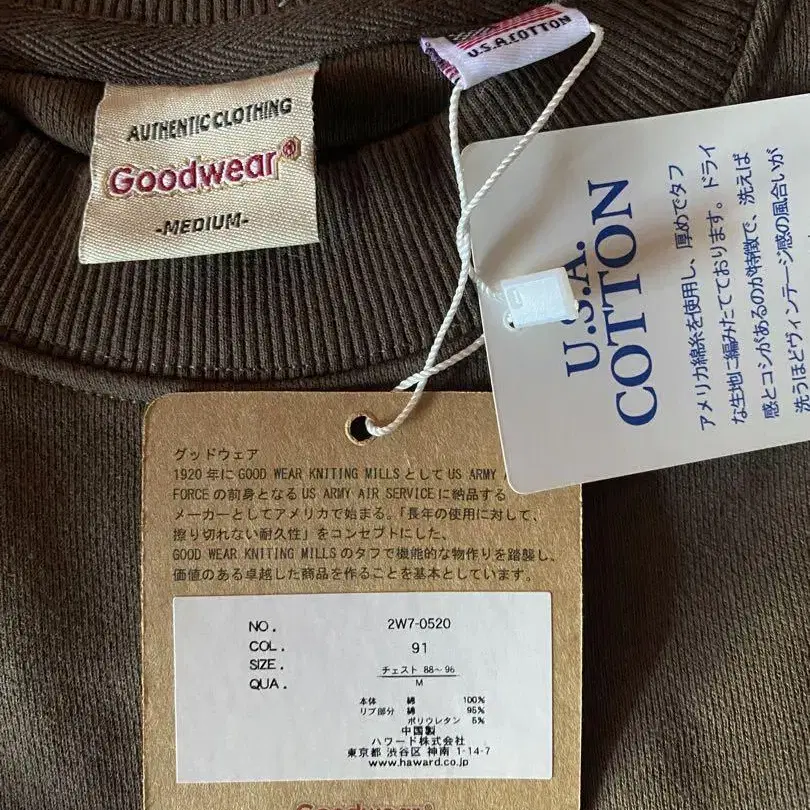 AUTHENTIC CLOTHING
Goodwear®
-MEDIUM-
U.S.A.COTTON
U.S.A.
COTTON
アメリカ綿糸を使用し、厚めでタフ
な生地に編みたてております。ドライ
感とコシがあるのが特徴で、洗えば
洗うほどヴィンテージ感の風合いが
グッドウェア
1920年にGOOD WEAR KNITING MILLSとしてUS ARMY A
FORCEの前身となるUS ARMY AIR SERVICEに納品する
メーカーとしてアメリカで始まる。「長年の使用に対して、
擦り切れない耐久性」をコンセプトにした、
GOOD WEAR KNITING MILLSのタフで機能的な物作りを踏襲し、
価値のある卓越した商品を作ることを基本としています。
NO. 2W7-0520
COL. 91
SIZE. チェスト 88〜96
QUA. M
本体 綿 100%
リブ部分 綿 95%
ポリウレタン 5%
中国製
ハワード株式会社
東京都 渋谷区 神南 1-14-7
www.haward.co.jp
Goodwear®